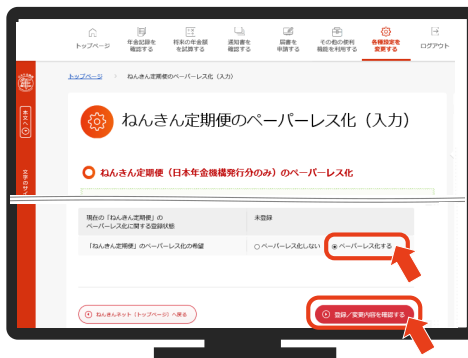 トップページ
年金記録を
確認する
将来の年金額
を試算する
通知書を
確認する
届書を
申請する
その他の便利
機能を利用する
各種設定を
変更する
ログアウト
トップページ
ねんきん定期便のペーパーレス化（入力）
本文へ
文字のサイ
ねんきん定期便のペーパーレス化（入力）
ねんきん定期便（日本年金機構発行分のみ）のペーパーレス化
現在の「ねんきん定期便」の
ペーパーレス化に関する登録状態
未登録
「ねんきん定期便」のペーパーレス化の希望
ペーパーレス化しない
ペーパーレス化する
ねんきんネット（トップページ）へ戻る
登録／変更内容を確認する